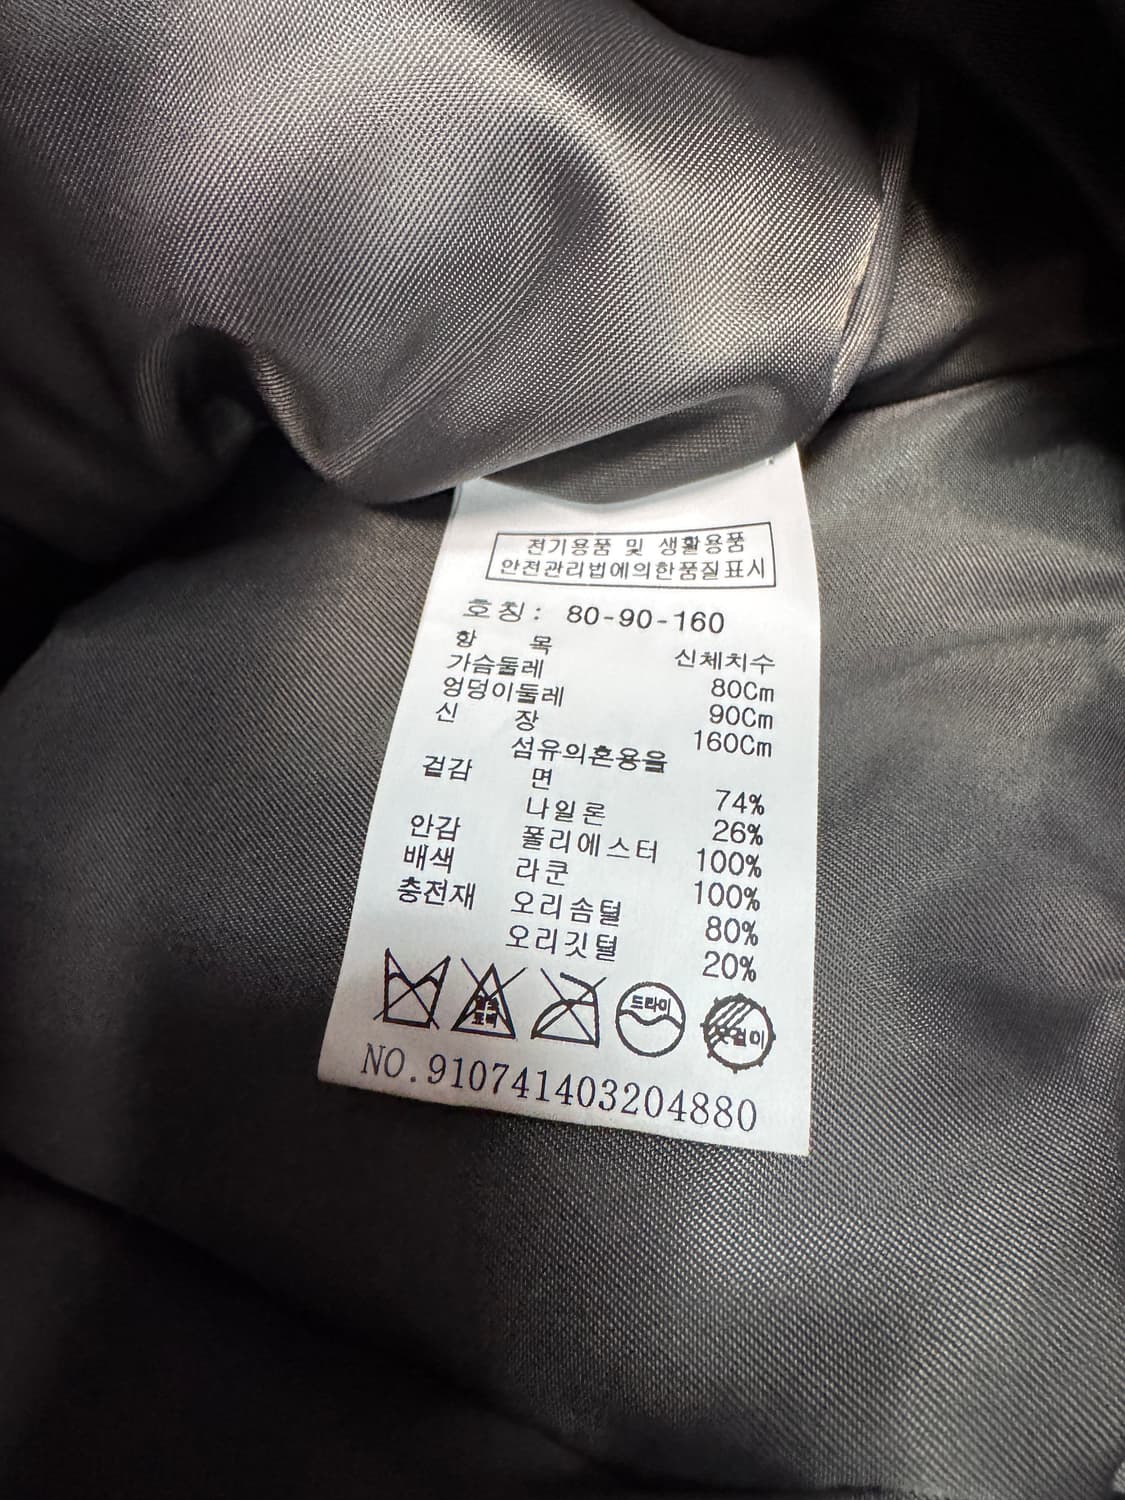 전기용품 및 생활용품
안전관리법에의한품질표시
호칭: 80-90-160
항 목 신체치수
가슴둘레 80Cm
엉덩이둘레 90Cm
신 장 160Cm
섬유의혼용율
겉감 면 74%
나일론 26%
안감 폴리에스터 100%
배색 라쿤 100%
충전재 오리솜털 80%
오리깃털 20%
드라이
옷걸이
NO.910741403204880